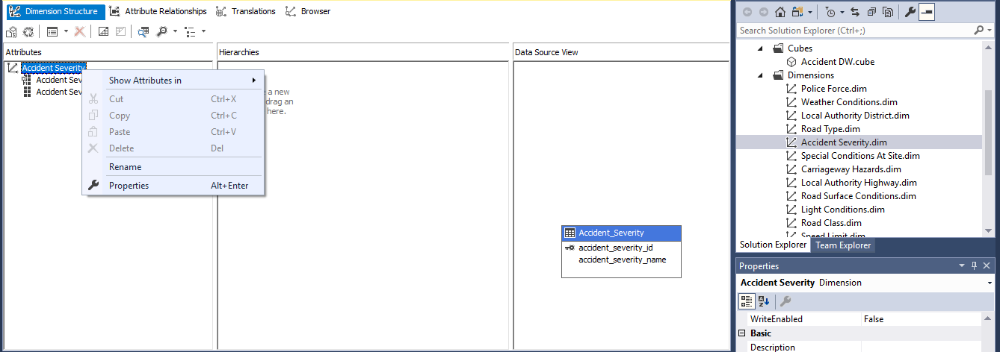 Dimension Structure
Attribute Relationships
Translations
Browser
Attributes
Hierarchies
Data Source View
Accident Severity
Accident Sev
Accident Sev
a new
drag an
here.
Show Attributes in
Cut Ctrl+X
Copy Ctrl+C
Paste Ctrl+V
Delete Del
Rename
Properties Alt+Enter
Accident_Severity
accident_severity_id
accident_severity_name
Search Solution Explorer (Ctrl+;)
Cubes
Accident DW.cube
Dimensions
Police Force.dim
Weather Conditions.dim
Local Authority District.dim
Road Type.dim
Accident Severity.dim
Special Conditions At Site.dim
Carriageway Hazards.dim
Local Authority Highway.dim
Road Surface Conditions.dim
Light Conditions.dim
Road Class.dim
Speed Limit.dim
Solution Explorer
Team Explorer
Properties
Accident Severity Dimension
WriteEnabled False
Basic
Description